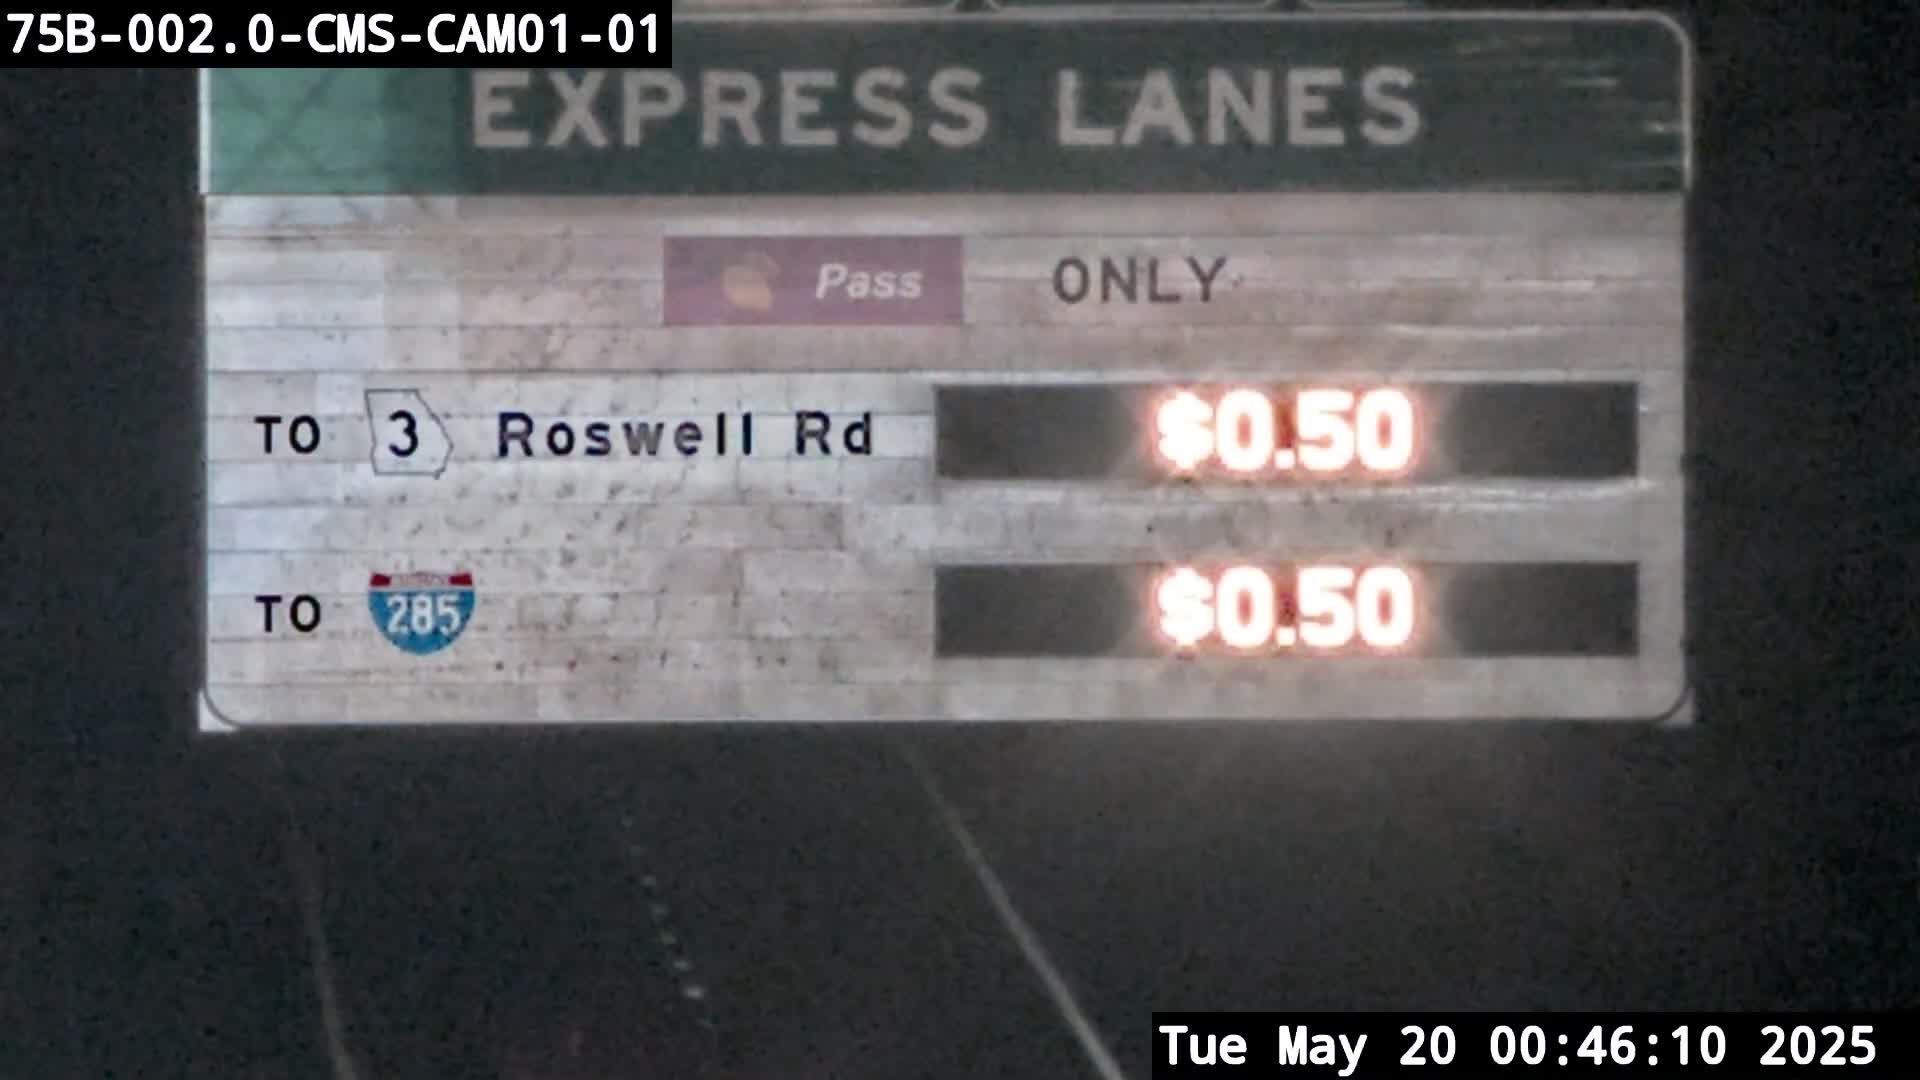 75B-002.0-CMS-CAM01-01
EXPRESS LANES
Pass ONLY
TO 3 Roswell Rd $0.50
TO 285 $0.50
Tue May 20 00:46:10 2025